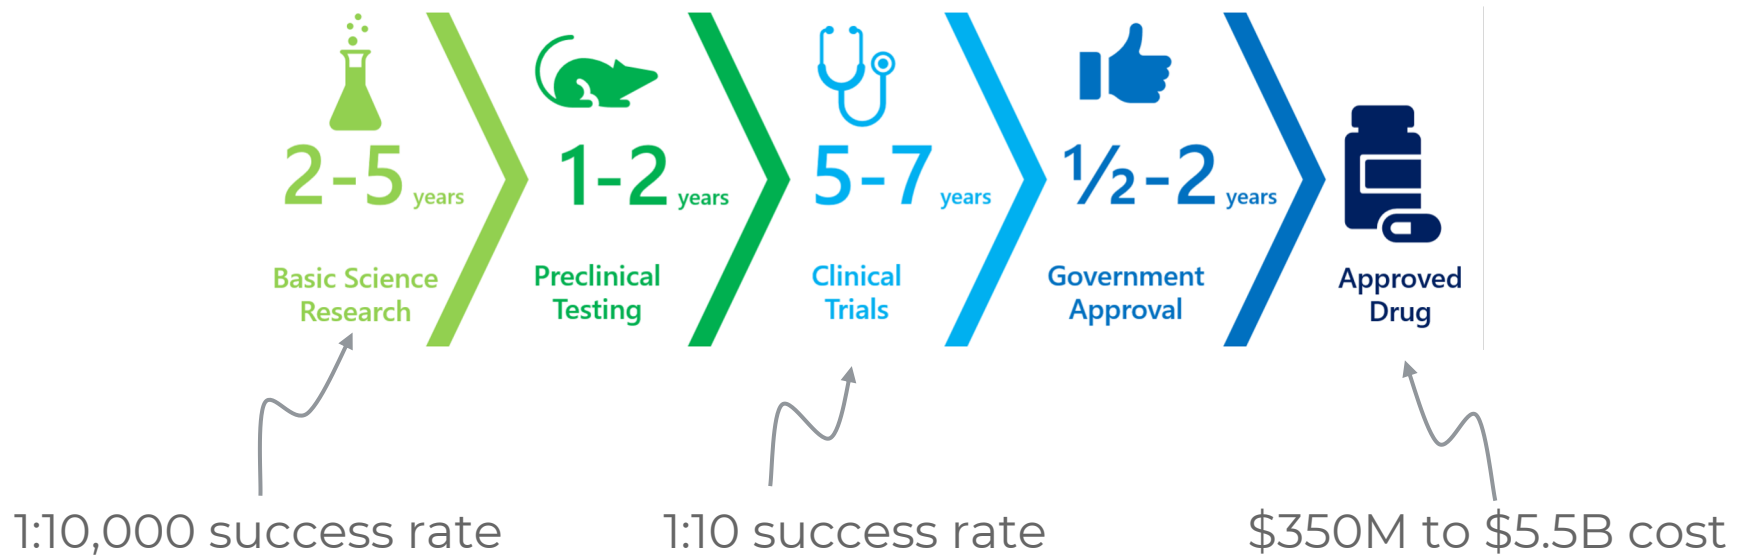 2-5 years
1-2 years
5-7 years
½-2 years
Basic Science
Research
Preclinical
Testing
Clinical
Trials
Government
Approval
Approved
Drug
1:10,000 success rate
1:10 success rate
$350M to $5.5B cost